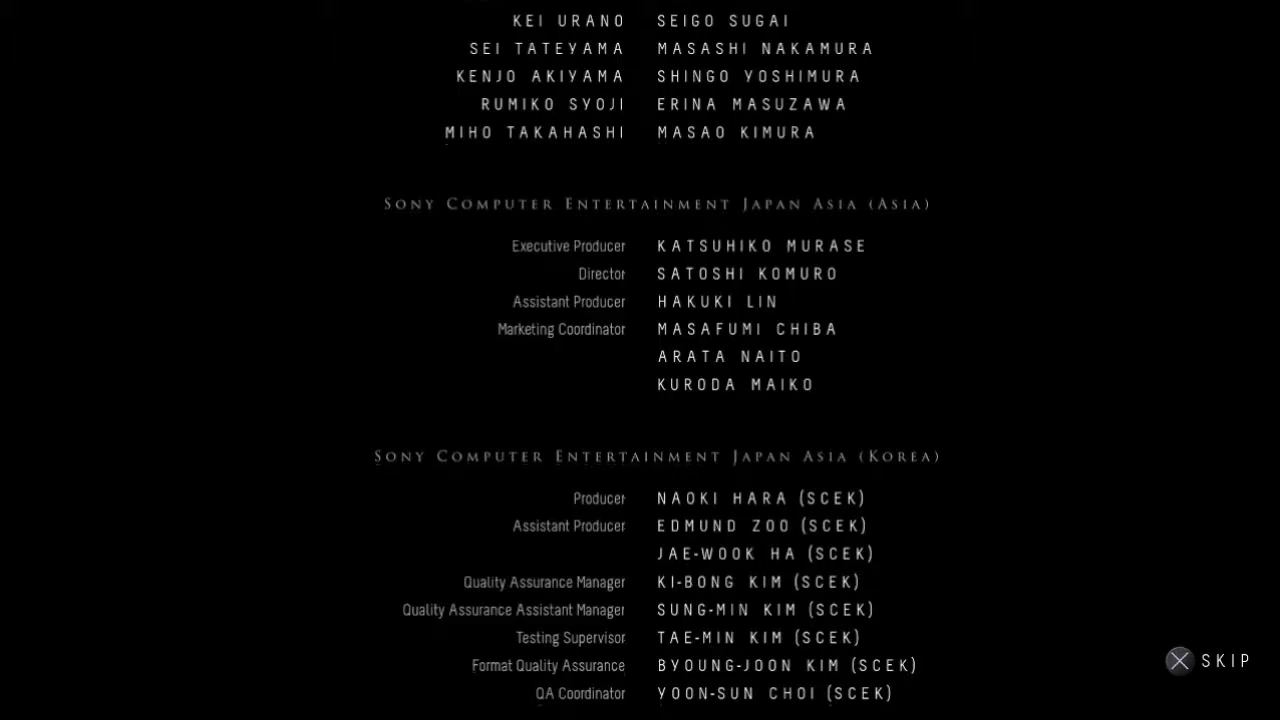 KEI URANO SEIGO SUGAI
SEI TATEYAMA MASASHI NAKAMURA
KENJO AKIYAMA SHINGO YOSHIMURA
RUMIKO SYOJI ERINA MASUZAWA
MIHO TAKAHASHI MASAO KIMURA
SONY COMPUTER ENTERTAINMENT JAPAN ASIA (ASIA)
Executive Producer KATSUHIKO MURASE
Director SATOSHI KOMURO
Assistant Producer HAKUKI LIN
Marketing Coordinator MASAFUMI CHIBA
ARATA NAITO
KURODA MAIKO
SONY COMPUTER ENTERTAINMENT JAPAN ASIA (KOREA)
Producer NAOKI HARA (SCEK)
Assistant Producer EDMUND ZOO (SCEK)
JAE-WOOK HA (SCEK)
Quality Assurance Manager KI-BONG KIM (SCEK)
Quality Assurance Assistant Manager SUNG-MIN KIM (SCEK)
Testing Supervisor TAE-MIN KIM (SCEK)
Format Quality Assurance BYOUNG-JOON KIM (SCEK)
QA Coordinator YOON-SUN CHOI (SCEK)
SKIP